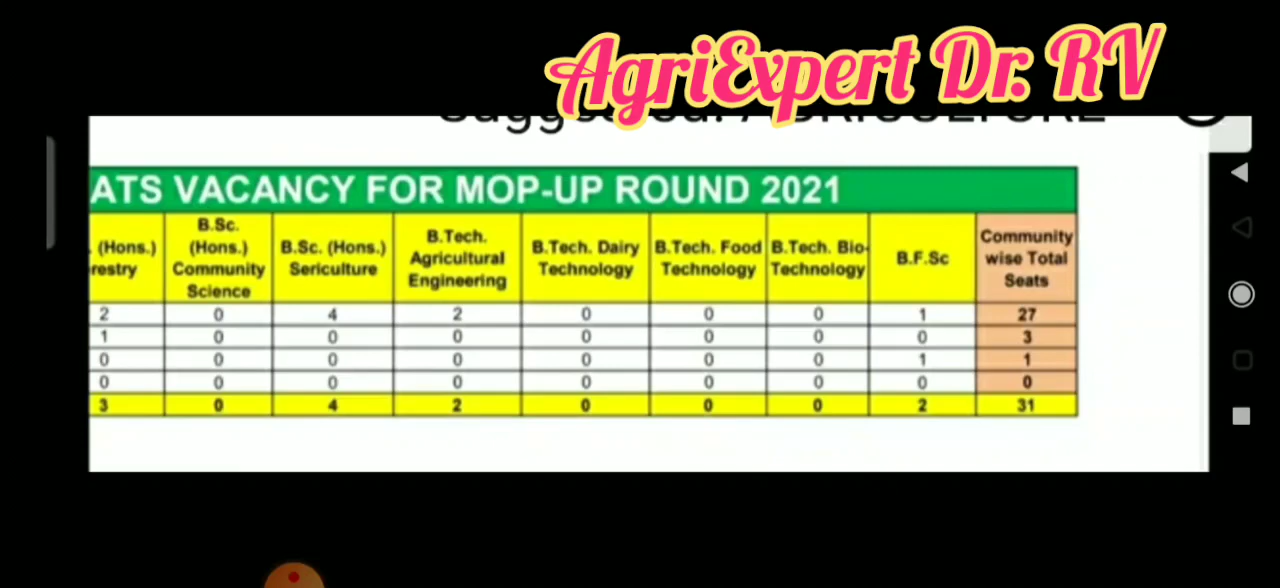 AgriExpert Dr. RV
ATS VACANCY FOR MOP-UP ROUND 2021
(Hons.) restry B.Sc. (Hons.) Community Science B.Sc. (Hons.) Sericulture B.Tech. Agricultural Engineering B.Tech. Dairy Technology B.Tech. Food Technology B.Tech. Bio-Technology B.F.Sc Community wise Total Seats
2 0 4 2 0 0 0 1 27
1 0 0 0 0 0 0 0 3
0 0 0 0 0 0 0 1 1
0 0 0 0 0 0 0 0 0
3 0 4 2 0 0 0 2 31